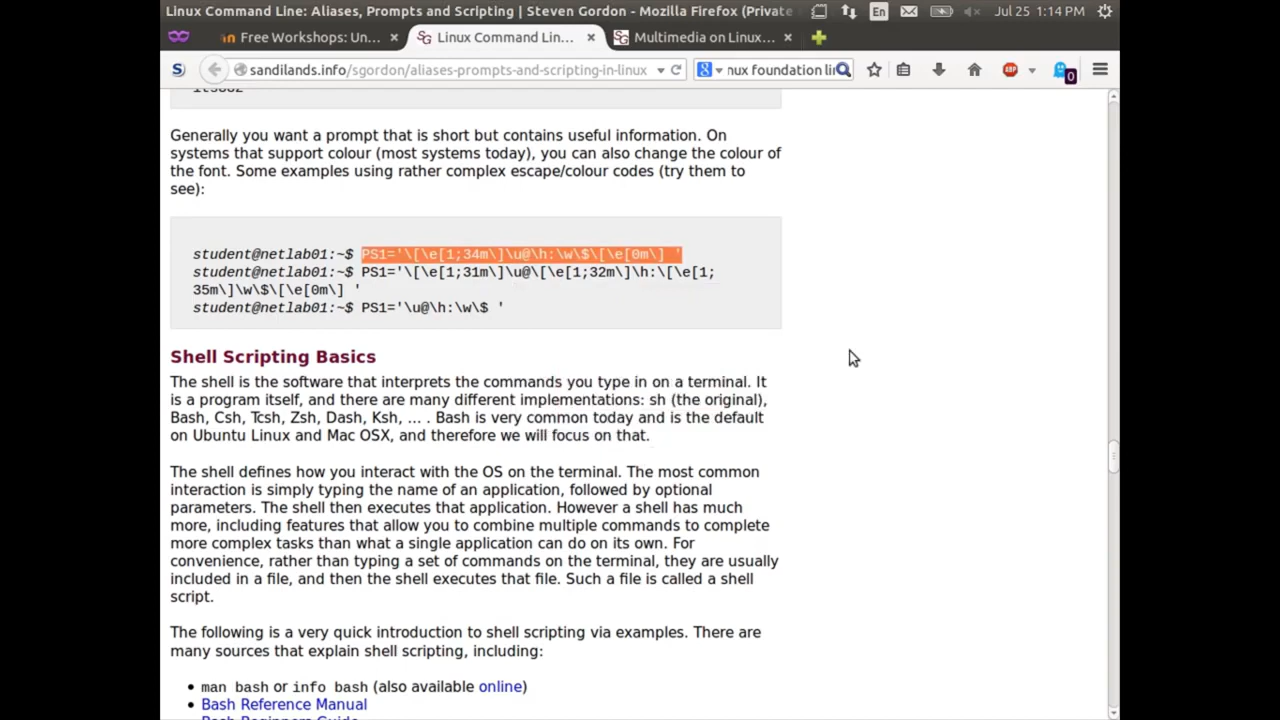 Linux Command Line: Aliases, Prompts and Scripting | Steven Gordon - Mozilla Firefox (Private
En
Jul 25 1:14 PM
Free Workshops: Un...
Linux Command Lin...
Multimedia on Linux...
sandilands.info/sgordon/aliases-prompts-and-scripting-in-linux
nux foundation lin
0
Generally you want a prompt that is short but contains useful information. On
systems that support colour (most systems today), you can also change the colour of
the font. Some examples using rather complex escape/colour codes (try them to
see):
student@netlab01:~$ PS1='\[\e[1;34m\]\u@\h:\w\$\[\e[0m\] '
student@netlab01:~$ PS1='\[\e[1;31m\]\u@\[\e[1;32m\]\h:\[\e[1;
35m\]\w\$\[\e[0m\] '
student@netlab01:~$ PS1='\u@\h:\w\$ '
Shell Scripting Basics
The shell is the software that interprets the commands you type in on a terminal. It
is a program itself, and there are many different implementations: sh (the original),
Bash, Csh, Tcsh, Zsh, Dash, Ksh, ... . Bash is very common today and is the default
on Ubuntu Linux and Mac OSX, and therefore we will focus on that.
The shell defines how you interact with the OS on the terminal. The most common
interaction is simply typing the name of an application, followed by optional
parameters. The shell then executes that application. However a shell has much
more, including features that allow you to combine multiple commands to complete
more complex tasks than what a single application can do on its own. For
convenience, rather than typing a set of commands on the terminal, they are usually
included in a file, and then the shell executes that file. Such a file is called a shell
script.
The following is a very quick introduction to shell scripting via examples. There are
many sources that explain shell scripting, including:
• man bash or info bash (also available online)
• Bash Reference Manual